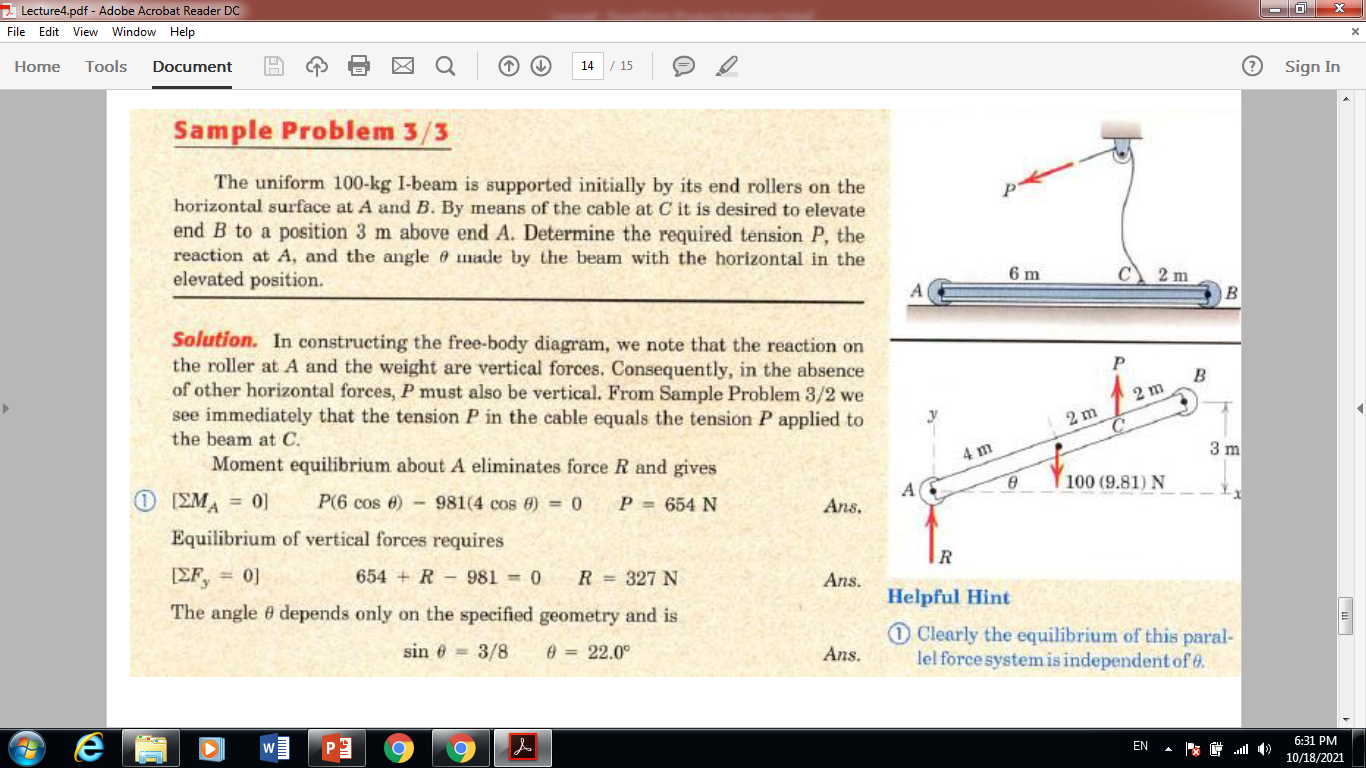 Lecture4.pdf - Adobe Acrobat Reader DC
File Edit View Window Help
Home Tools Document 14 / 15 Sign In
Sample Problem 3/3
The uniform 100-kg I-beam is supported initially by its end rollers on the
horizontal surface at A and B. By means of the cable at C it is desired to elevate
end B to a position 3 m above end A. Determine the required tension P, the
reaction at A, and the angle θ made by the beam with the horizontal in the
elevated position.
P
6 m C 2 m
A B
Solution. In constructing the free-body diagram, we note that the reaction on
the roller at A and the weight are vertical forces. Consequently, in the absence
of other horizontal forces, P must also be vertical. From Sample Problem 3/2 we
see immediately that the tension P in the cable equals the tension P applied to
the beam at C.
Moment equilibrium about A eliminates force R and gives
① [ΣM_A = 0] P(6 cos θ) − 981(4 cos θ) = 0 P = 654 N Ans.
Equilibrium of vertical forces requires
[ΣF_y = 0] 654 + R − 981 = 0 R = 327 N Ans.
The angle θ depends only on the specified geometry and is
sin θ = 3/8 θ = 22.0° Ans.
P
B
2 m
y 2 m C
4 m 3 m
A θ 100 (9.81) N x
R
Helpful Hint
① Clearly the equilibrium of this paral-
lel force system is independent of θ.
EN
6:31 PM
10/18/2021